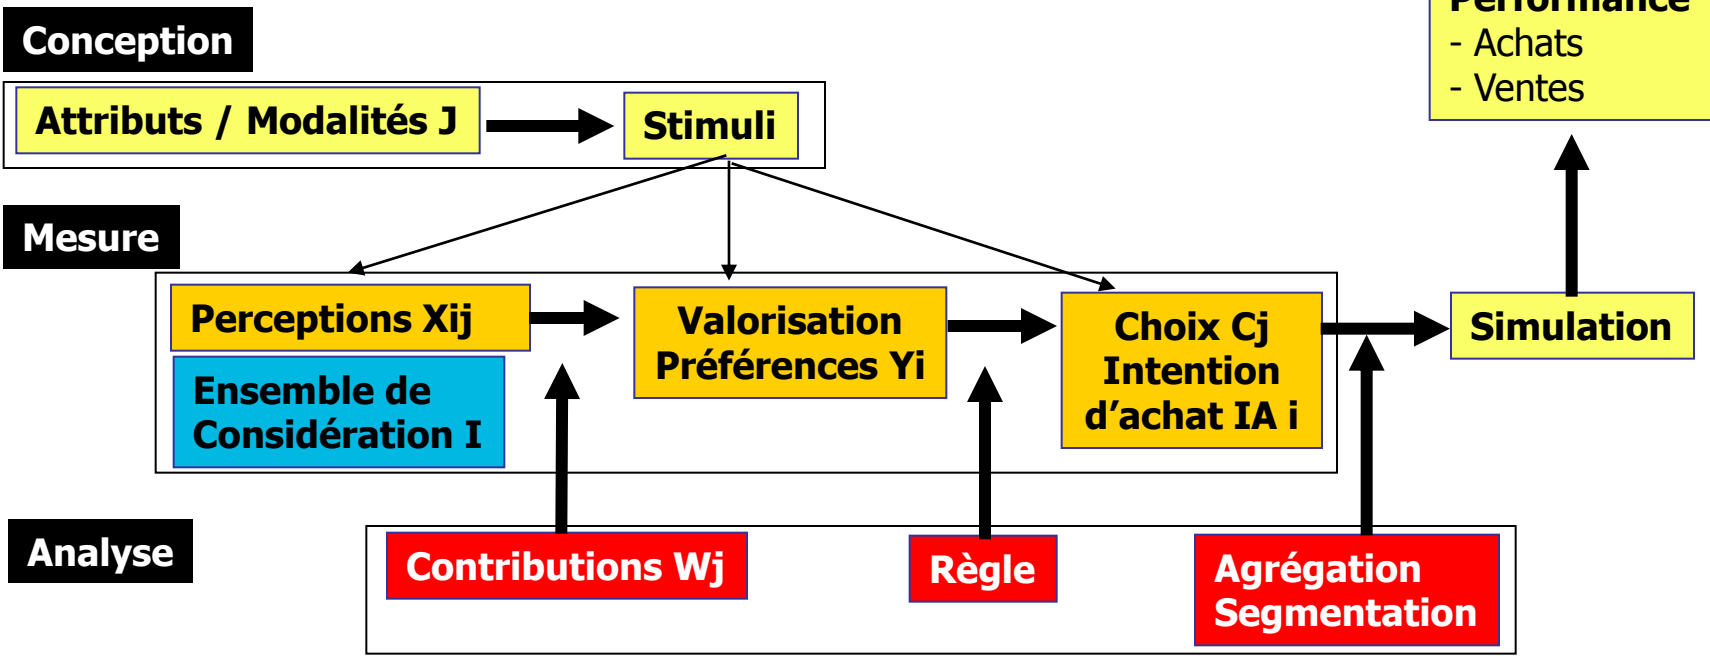 Performance
- Achats
- Ventes
Conception
Attributs / Modalités J
Stimuli
Mesure
Perceptions Xij
Ensemble de
Considération I
Valorisation
Préférences Yi
Choix Cj
Intention
d’achat IA i
Simulation
Analyse
Contributions Wj
Règle
Agrégation
Segmentation